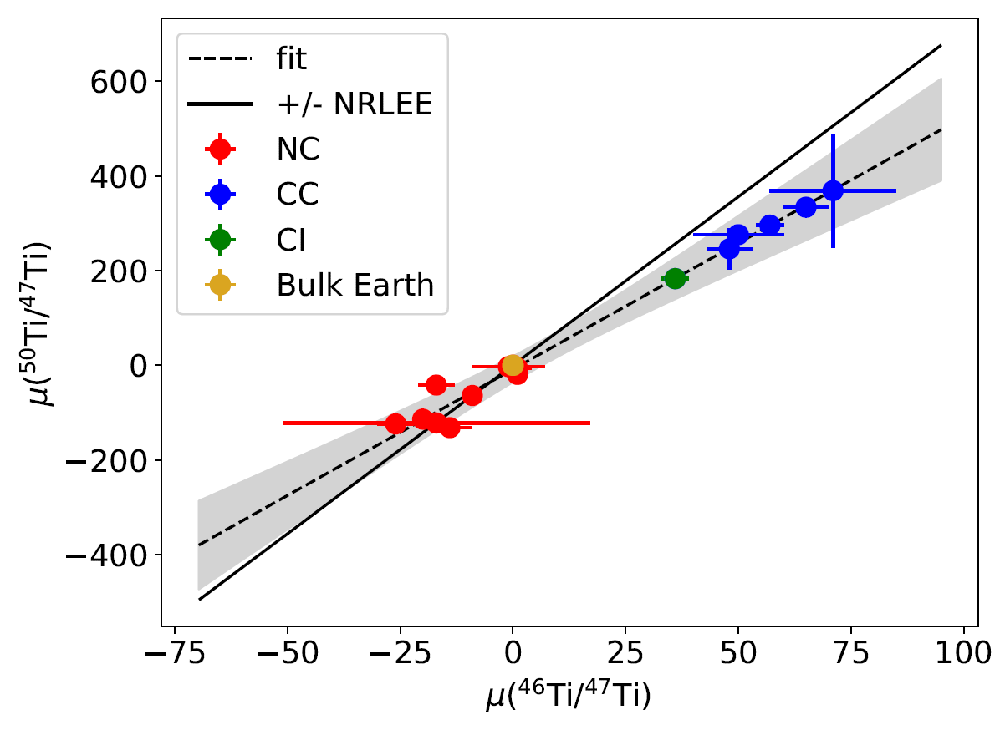 fit
+/- NRLEE
NC
CC
CI
Bulk Earth
600
400
200
0
−200
−400
μ(⁵⁰Ti/⁴⁷Ti)
−75
−50
−25
0
25
50
75
100
μ(⁴⁶Ti/⁴⁷Ti)